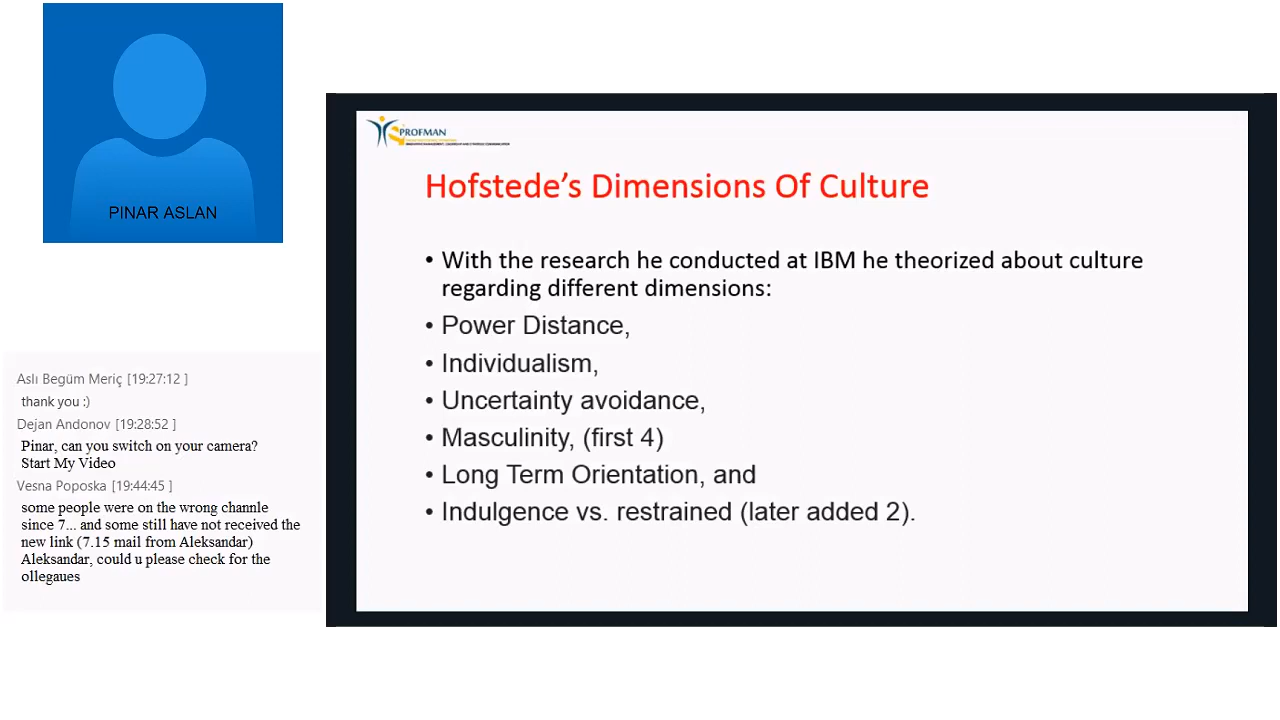 PINAR ASLAN
Aslı Begüm Meriç [19:27:12 ]
thank you :)
Dejan Andonov [19:28:52 ]
Pinar, can you switch on your camera?
Start My Video
Vesna Poposka [19:44:45 ]
some people were on the wrong channle
since 7... and some still have not received the
new link (7.15 mail from Aleksandar)
Aleksandar, could u please check for the
ollegaues
PROFMAN
Hofstede’s Dimensions Of Culture
• With the research he conducted at IBM he theorized about culture
regarding different dimensions:
• Power Distance,
• Individualism,
• Uncertainty avoidance,
• Masculinity, (first 4)
• Long Term Orientation, and
• Indulgence vs. restrained (later added 2).